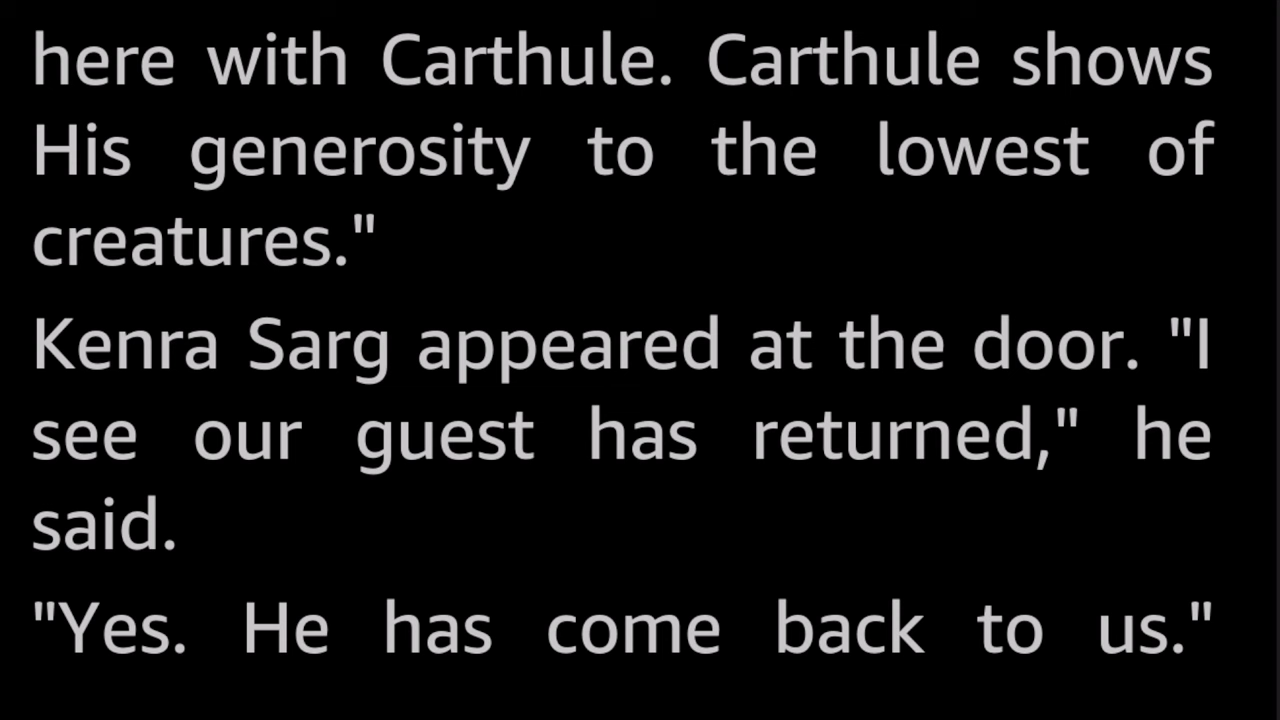 here with Carthule. Carthule shows
His generosity to the lowest of
creatures."
Kenra Sarg appeared at the door. "I
see our guest has returned," he
said.
"Yes. He has come back to us."